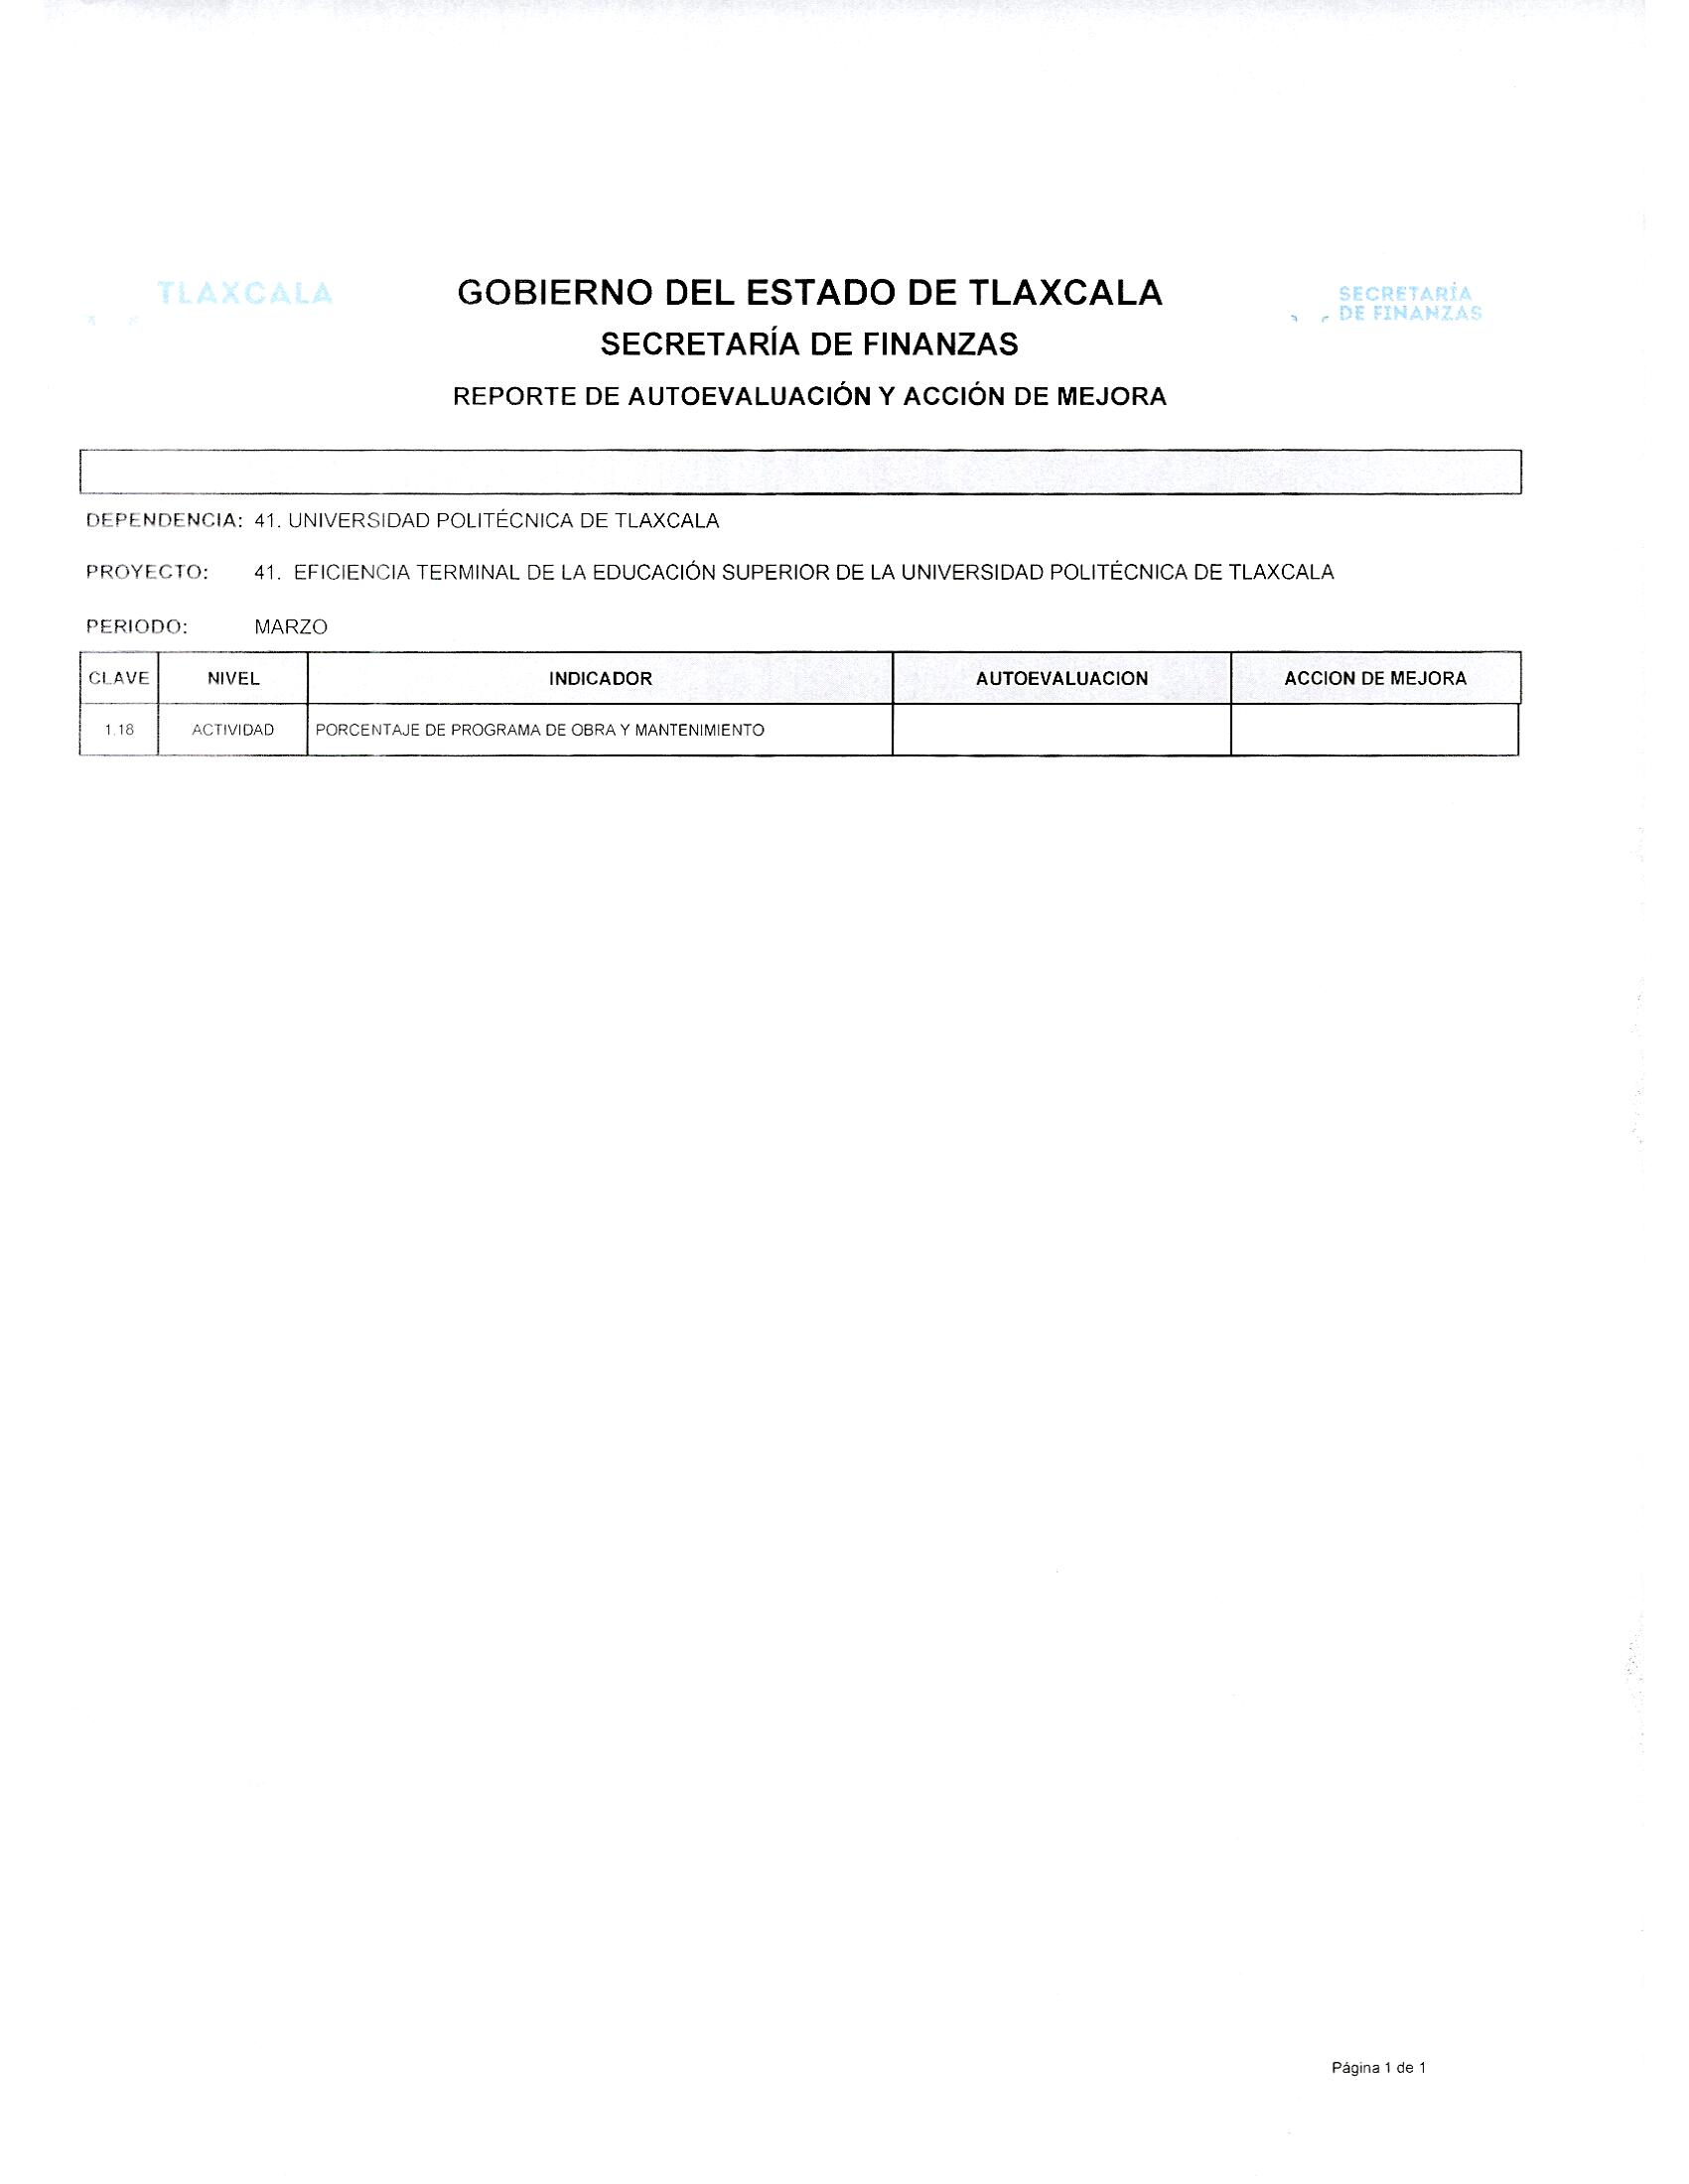 TLAXCALA
GOBIERNO DEL ESTADO DE TLAXCALA
SECRETARÍA
DE FINANZAS
SECRETARÍA DE FINANZAS
REPORTE DE AUTOEVALUACIÓN Y ACCIÓN DE MEJORA
DEPENDENCIA: 41. UNIVERSIDAD POLITÉCNICA DE TLAXCALA
PROYECTO: 41. EFICIENCIA TERMINAL DE LA EDUCACIÓN SUPERIOR DE LA UNIVERSIDAD POLITÉCNICA DE TLAXCALA
PERIODO: MARZO
CLAVE NIVEL INDICADOR AUTOEVALUACION ACCION DE MEJORA
1.18 ACTIVIDAD PORCENTAJE DE PROGRAMA DE OBRA Y MANTENIMIENTO
Página 1 de 1